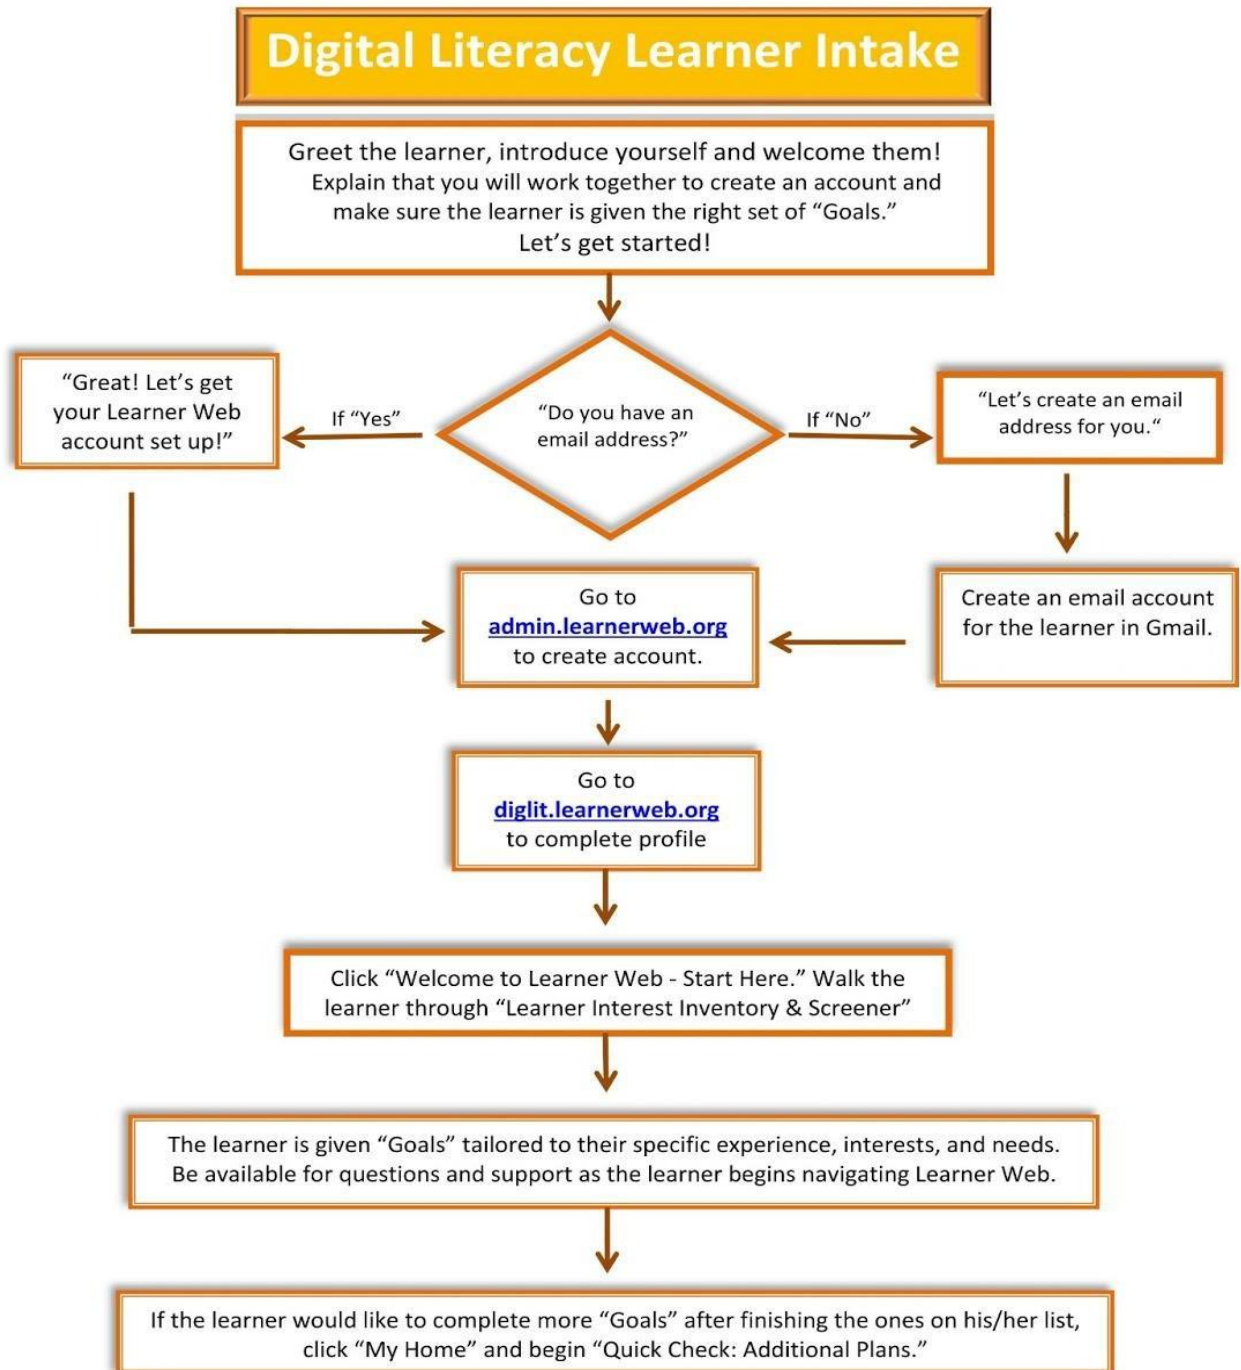 Digital Literacy Learner Intake
Greet the learner, introduce yourself and welcome them!
Explain that you will work together to create an account and
make sure the learner is given the right set of “Goals.”
Let’s get started!
“Great! Let’s get
your Learner Web
account set up!”
If “Yes”
“Do you have an
email address?”
If “No”
“Let’s create an email
address for you.“
Go to
admin.learnerweb.org
to create account.
Create an email account
for the learner in Gmail.
Go to
diglit.learnerweb.org
to complete profile
Click “Welcome to Learner Web - Start Here.” Walk the
learner through “Learner Interest Inventory & Screener”
The learner is given “Goals” tailored to their specific experience, interests, and needs.
Be available for questions and support as the learner begins navigating Learner Web.
If the learner would like to complete more “Goals” after finishing the ones on his/her list,
click “My Home” and begin “Quick Check: Additional Plans.”